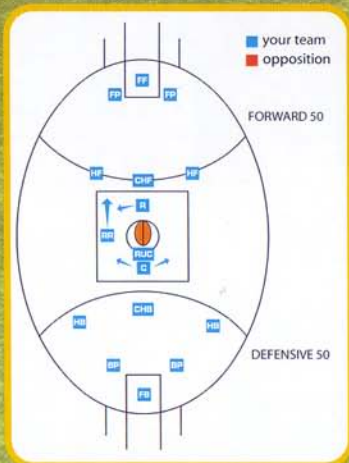 your team
opposition
FF
FP FP
FORWARD 50
HF HF
CHF
R
RR
RUC
C
CHB
HB HB
DEFENSIVE 50
BP BP
FB